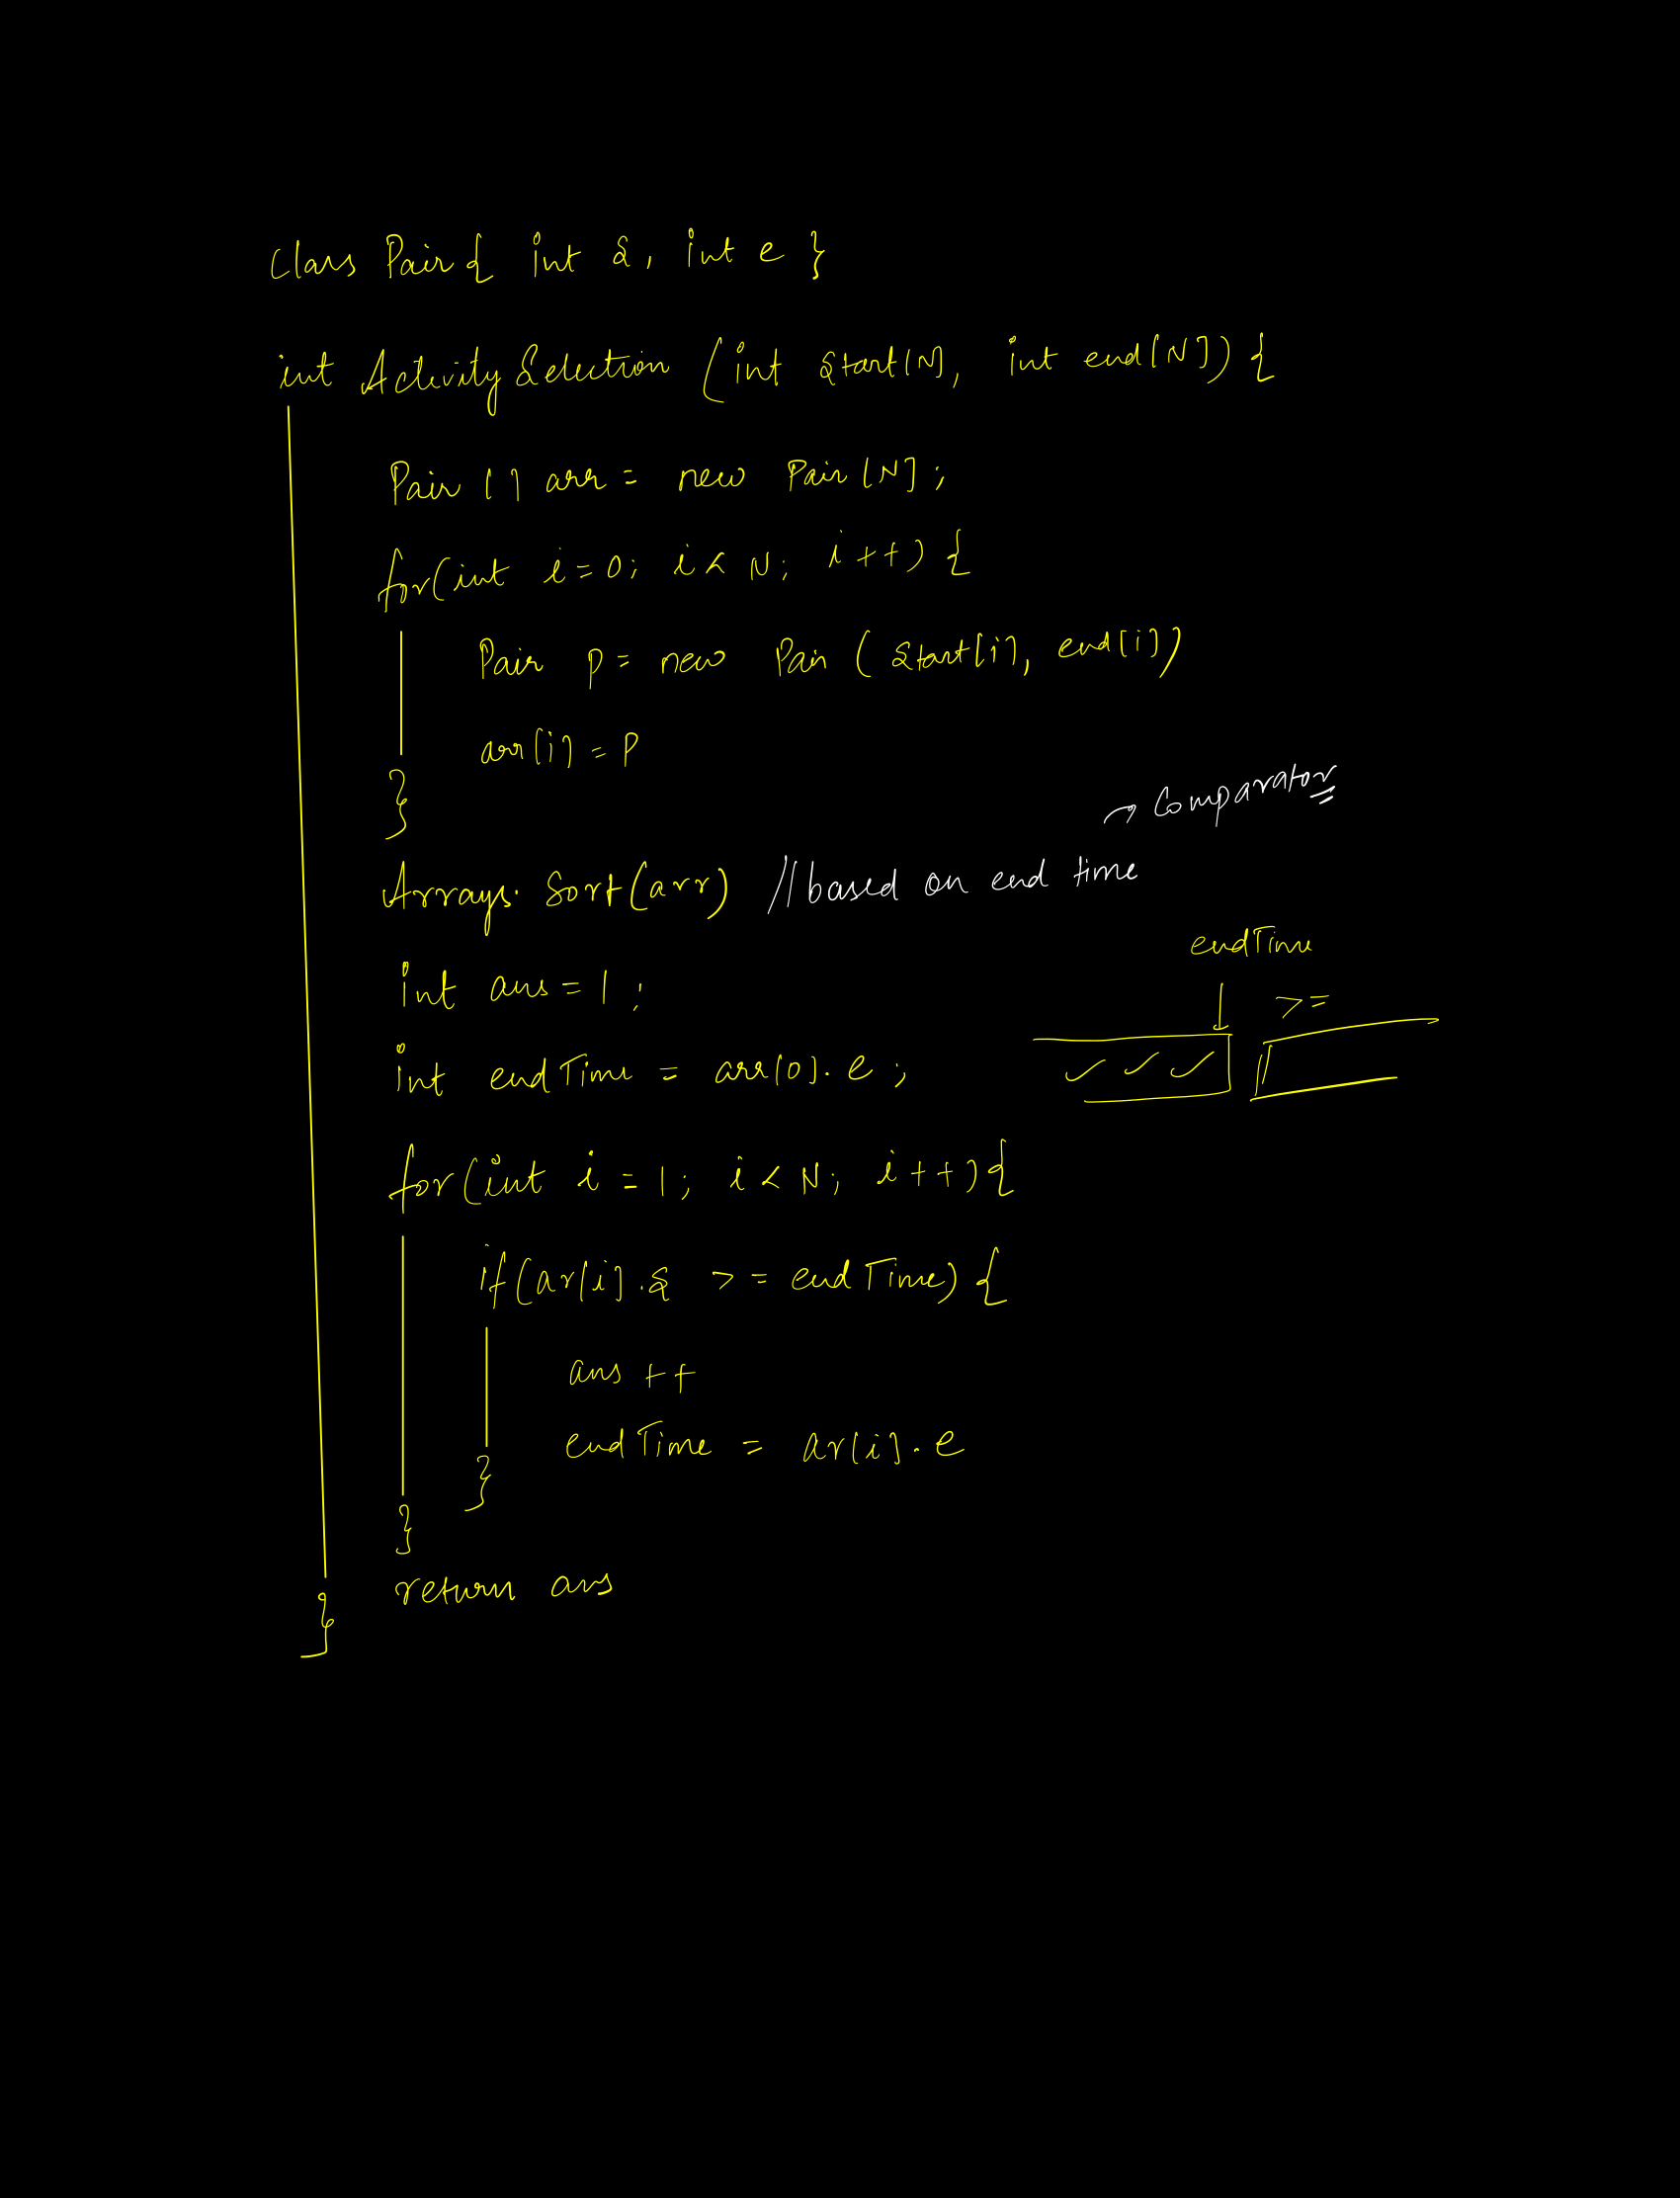 class Pair { int s, int e }
int Activity Selection (int start[N], int end[N]) {
Pair [] arr = new Pair[N];
for(int i=0; i<N; i++) {
Pair p = new Pair (start[i], end[i])
arr[i] = p
}
→ Comparator
Arrays. Sort(arr) // based on end time
endTime
int ans = 1;
>=
int endTime = arr[0].e;
for(int i=1; i<N; i++){
if(ar[i].s >= endTime) {
ans ++
endTime = ar[i].e
}
}
return ans
}